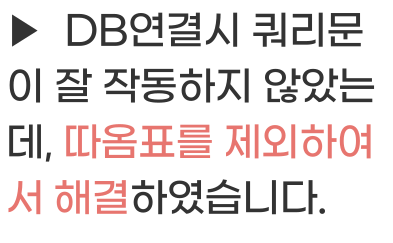 ▶ DB연결시 쿼리문
이 잘 작동하지 않았는
데, 따옴표를 제외하여
서 해결하였습니다.